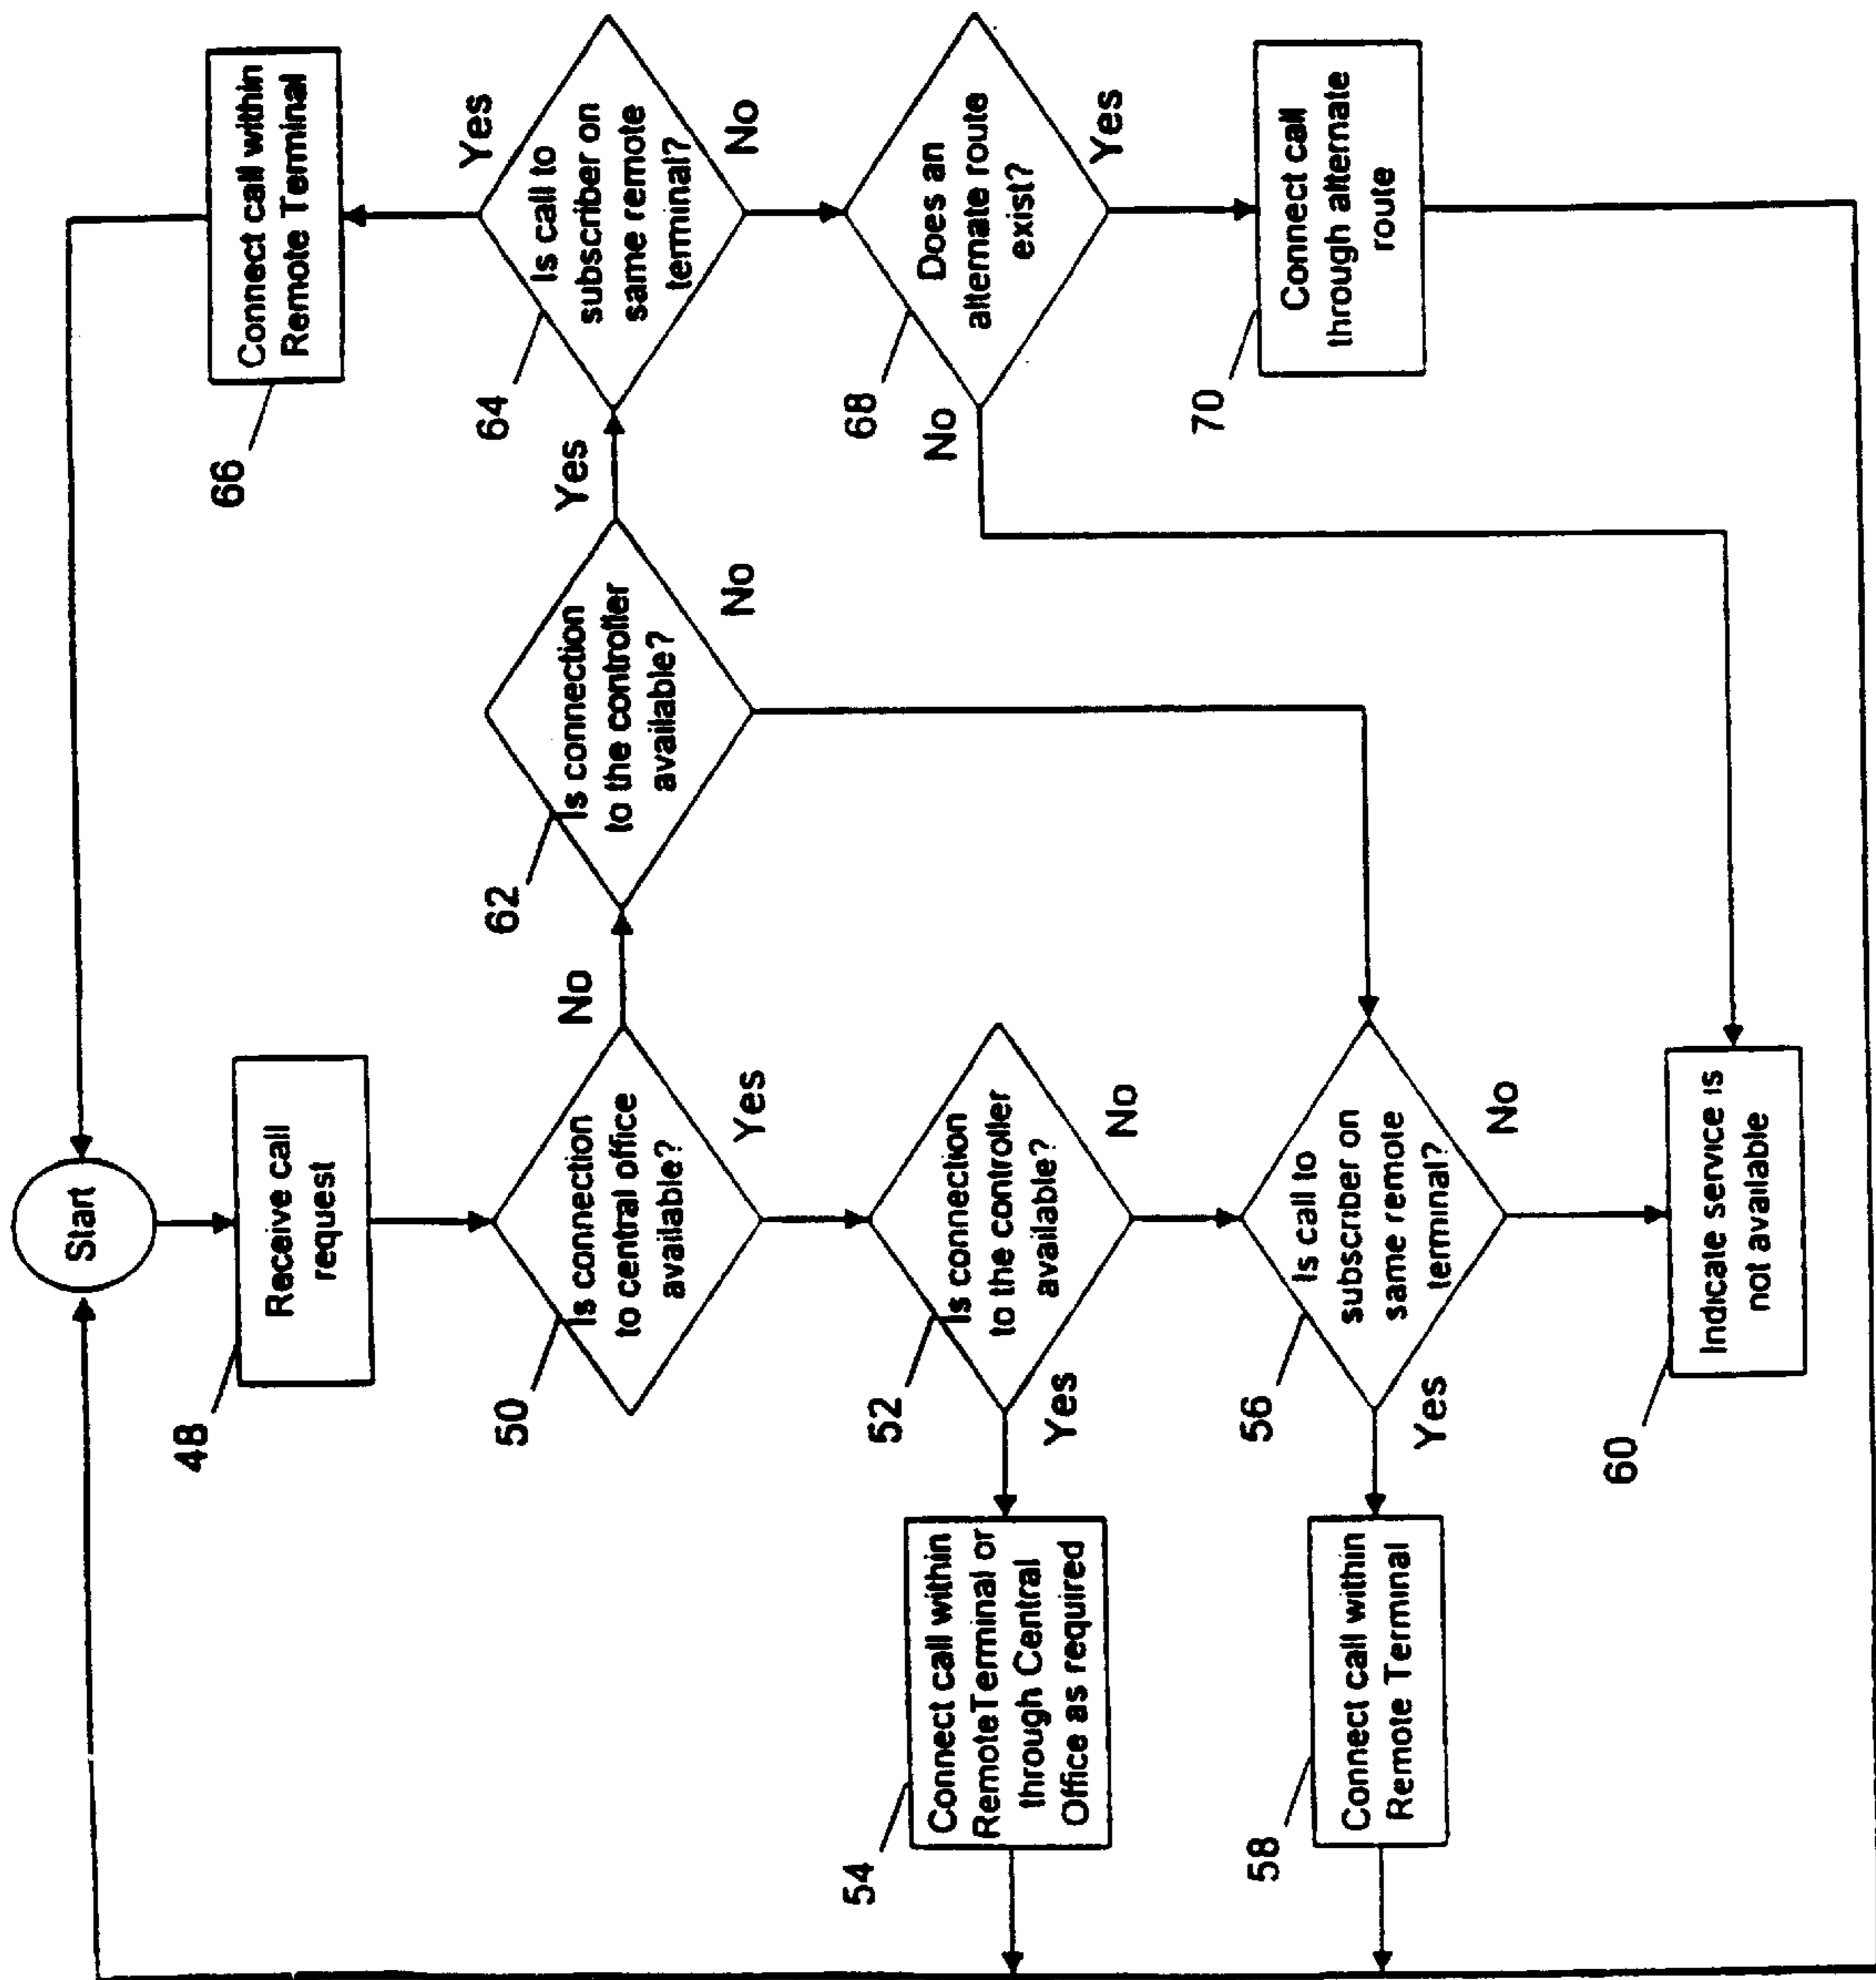 Start
48
Receive call
request
50
Is connection
to central office
available?
No
Yes
62
Is connection
to the controller
available?
Yes
No
64
Is call to
subscriber on
same remote
terminal?
Yes
No
66
Connect call within
Remote Terminal
52
Is connection
to the controller
available?
Yes
No
54
Connect call within
RemoteTerminal or
through Central
Office as required
68
Does an
alternate route
exist?
No
Yes
56
Is call to
subscriber on
same remote
terminal?
Yes
No
58
Connect call within
Remote Terminal
70
Connect call
through alternate
route
60
Indicate service is
not available